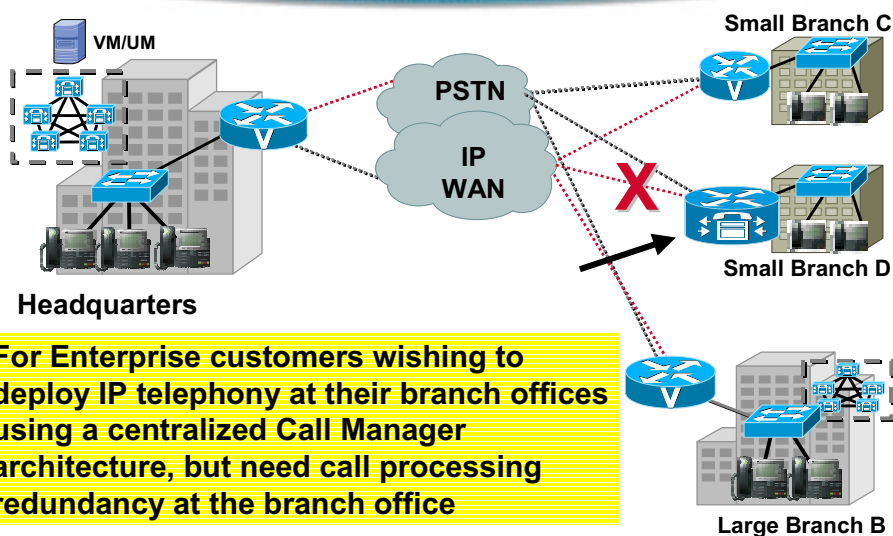 Small Branch C
VM/UM
PSTN
V
V
IP
WAN
X
Small Branch D
Headquarters
For Enterprise customers wishing to
deploy IP telephony at their branch offices
using a centralized Call Manager
architecture, but need call processing
redundancy at the branch office
V
Large Branch B